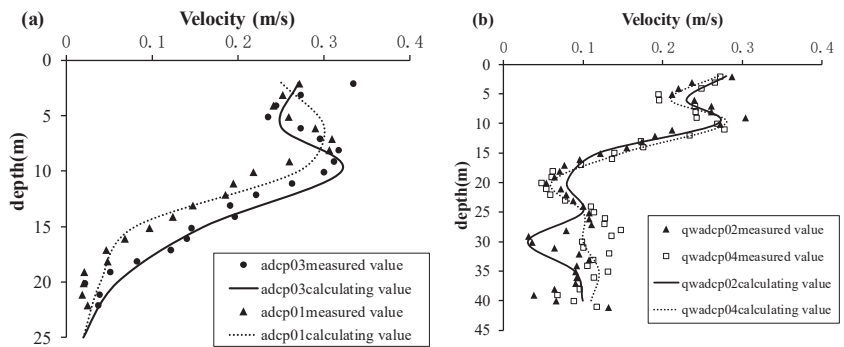 (a)
Velocity (m/s)
0 0.1 0.2 0.3 0.4
0
5
10
15
20
25
depth(m)
adcp03measured value
adcp03calculating value
adcp01measured value
adcp01calculating value
(b)
Velocity (m/s)
0 0.1 0.2 0.3 0.4
0
5
10
15
20
25
30
35
40
45
depth(m)
qwadcp02measured value
qwadcp04measured value
qwadcp02calculating value
qwadcp04calculating value